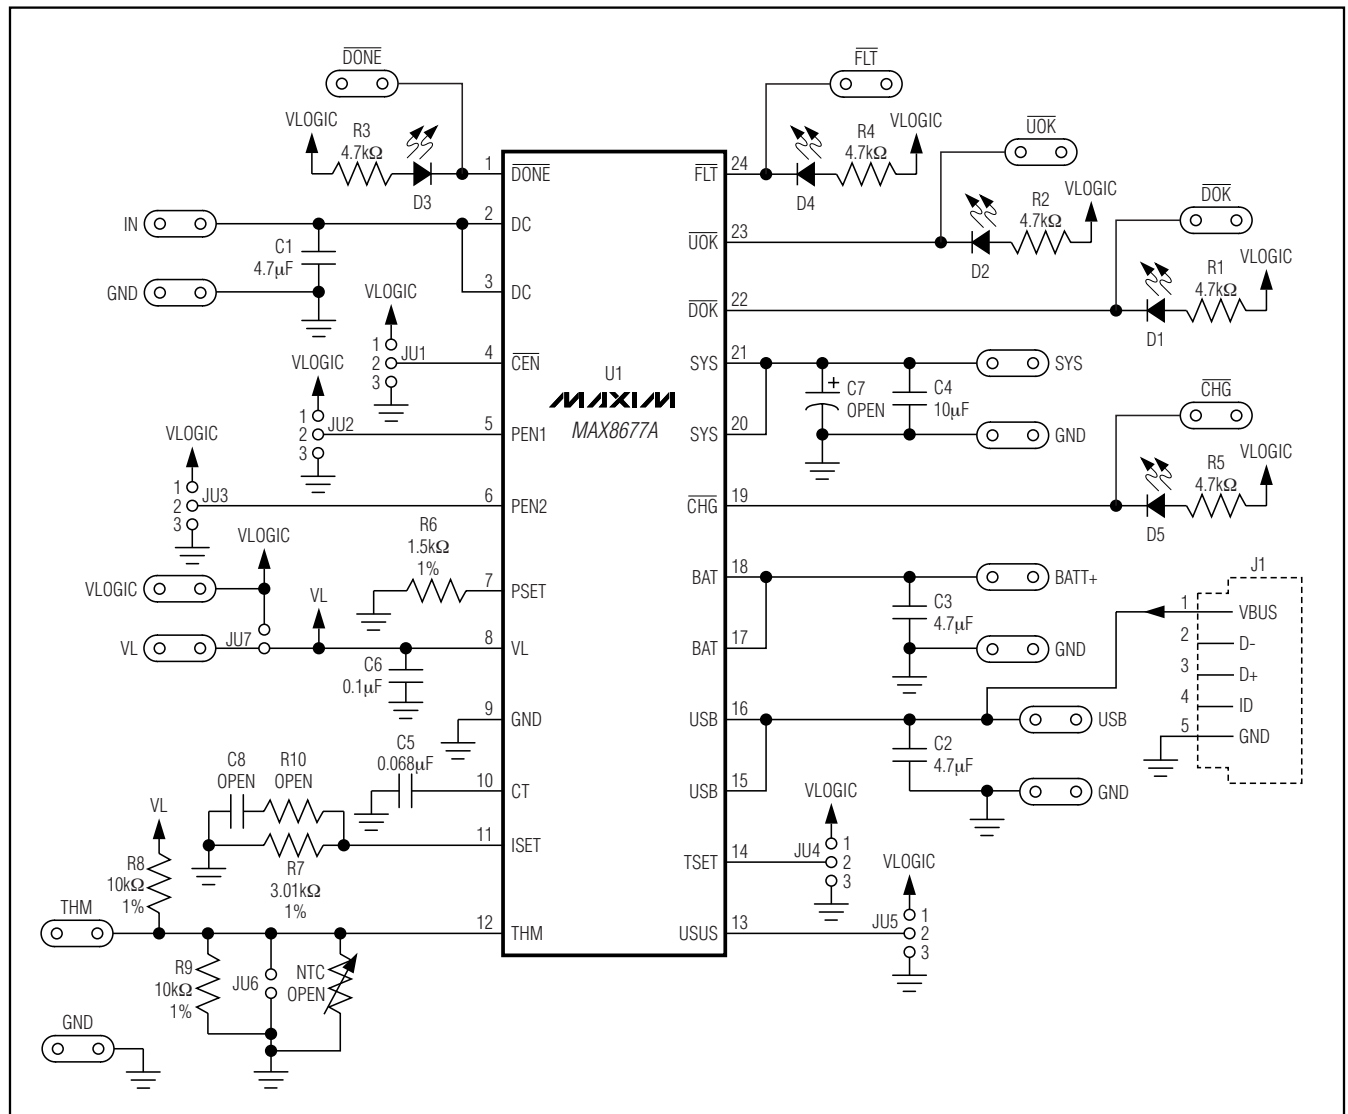 DONE
VLOGIC
R3
4.7kΩ
D3
1
DONE
IN
2
DC
C1
4.7μF
GND
3
DC
VLOGIC
1
2
3
JU1
4
CEN
VLOGIC
1
2
3
JU2
5
PEN1
VLOGIC
1
2
3
JU3
6
PEN2
VLOGIC
R6
1.5kΩ
1%
7
PSET
VLOGIC
VL
VL
JU7
8
VL
C6
0.1μF
9
GND
C5
0.068μF
10
CT
C8
OPEN
R10
OPEN
11
ISET
R7
3.01kΩ
1%
VL
R8
10kΩ
1%
THM
12
THM
R9
10kΩ
1%
JU6
NTC
OPEN
GND
U1
MAXIM
MAX8677A
FLT
24
FLT
D4
R4
4.7kΩ
VLOGIC
UOK
23
UOK
D2
R2
4.7kΩ
VLOGIC
DOK
22
DOK
D1
R1
4.7kΩ
VLOGIC
21
SYS
SYS
+
C7
OPEN
C4
10μF
20
SYS
GND
CHG
19
CHG
D5
R5
4.7kΩ
VLOGIC
18
BAT
BATT+
C3
4.7μF
17
BAT
GND
16
USB
USB
C2
4.7μF
15
USB
GND
J1
1
VBUS
2
D-
3
D+
4
ID
5
GND
VLOGIC
14
TSET
JU4
1
2
3
VLOGIC
13
USUS
JU5
1
2
3